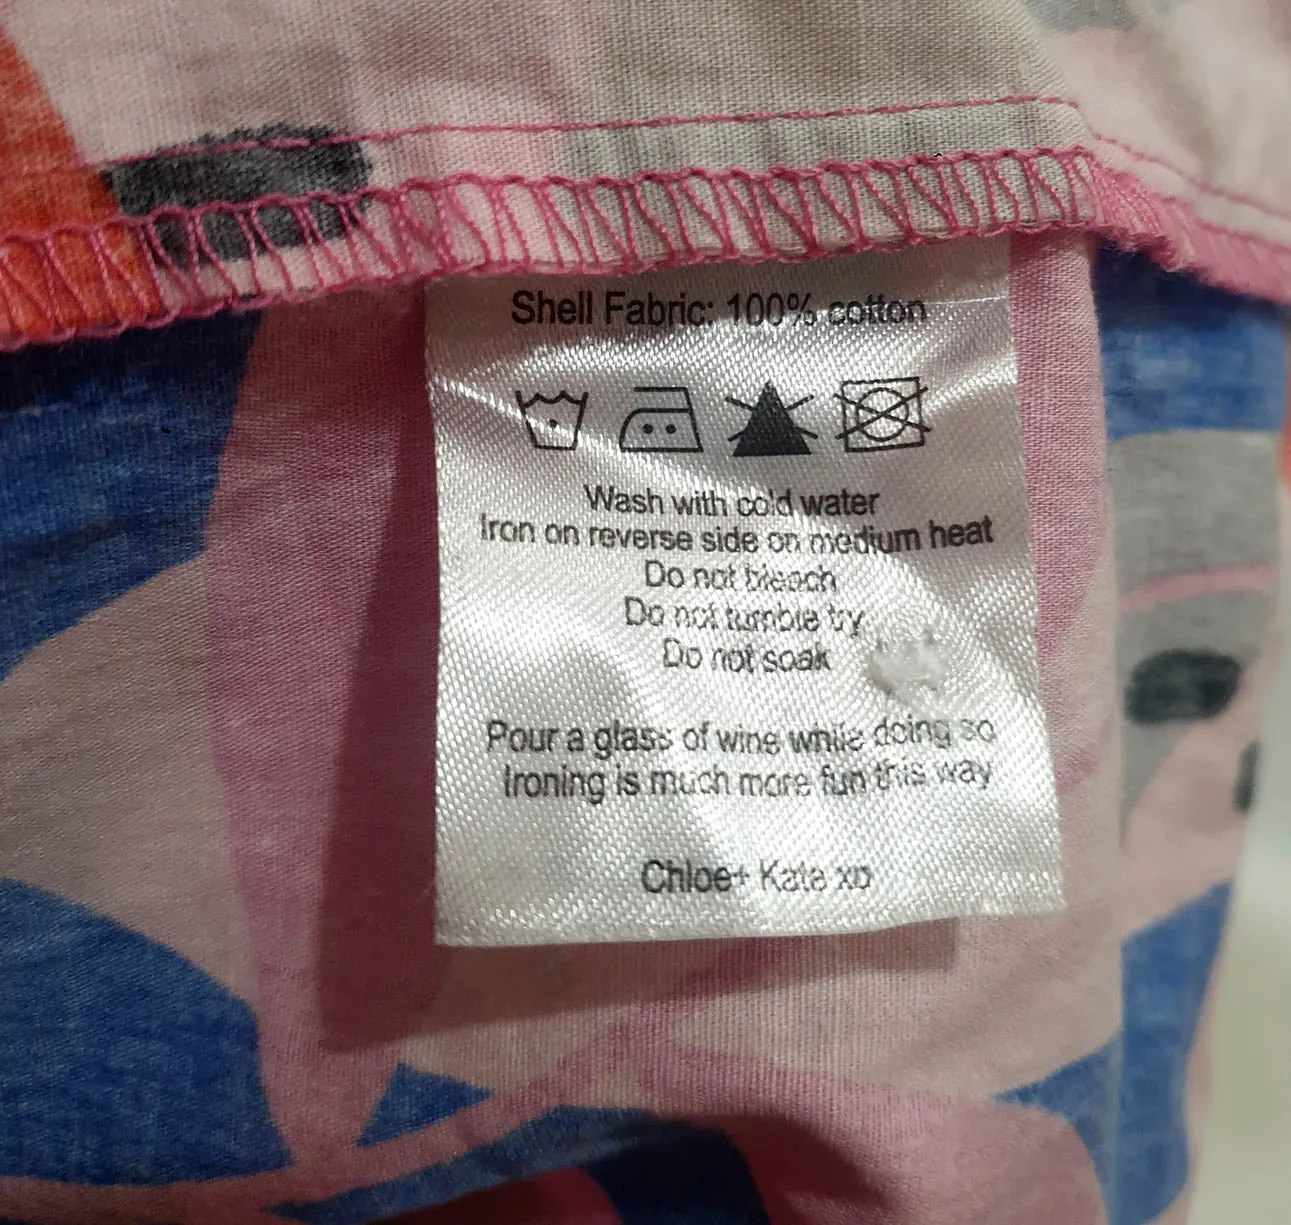 Shell Fabric: 100% cotton
Wash with cold water
Iron on reverse side on medium heat
Do not bleach
Do not tumble try
Do not soak
Pour a glass of wine while doing so
Ironing is much more fun this way
Chloe+ Kate xo